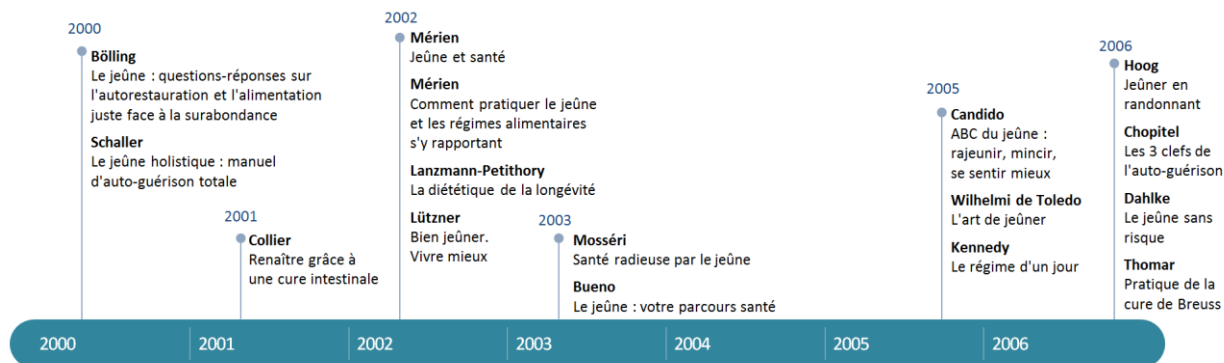 2000
Bölling
Le jeûne : questions-réponses sur
l'autorestauration et l'alimentation
juste face à la surabondance
Schaller
Le jeûne holistique : manuel
d'auto-guérison totale
2001
Collier
Renaître grâce à
une cure intestinale
2002
Mérien
Jeûne et santé
Mérien
Comment pratiquer le jeûne
et les régimes alimentaires
s'y rapportant
Lanzmann-Petithory
La diététique de la longévité
Lützner
Bien jeûner.
Vivre mieux
2003
Mosséri
Santé radieuse par le jeûne
Bueno
Le jeûne : votre parcours santé
2005
Candido
ABC du jeûne :
rajeunir, mincir,
se sentir mieux
Wilhelmi de Toledo
L'art de jeûner
Kennedy
Le régime d'un jour
2006
Hoog
Jeûner en
randonnant
Chopitel
Les 3 clefs de
l'auto-guérison
Dahlke
Le jeûne sans
risque
Thomar
Pratique de la
cure de Breuss
2000
2001
2002
2003
2004
2005
2006